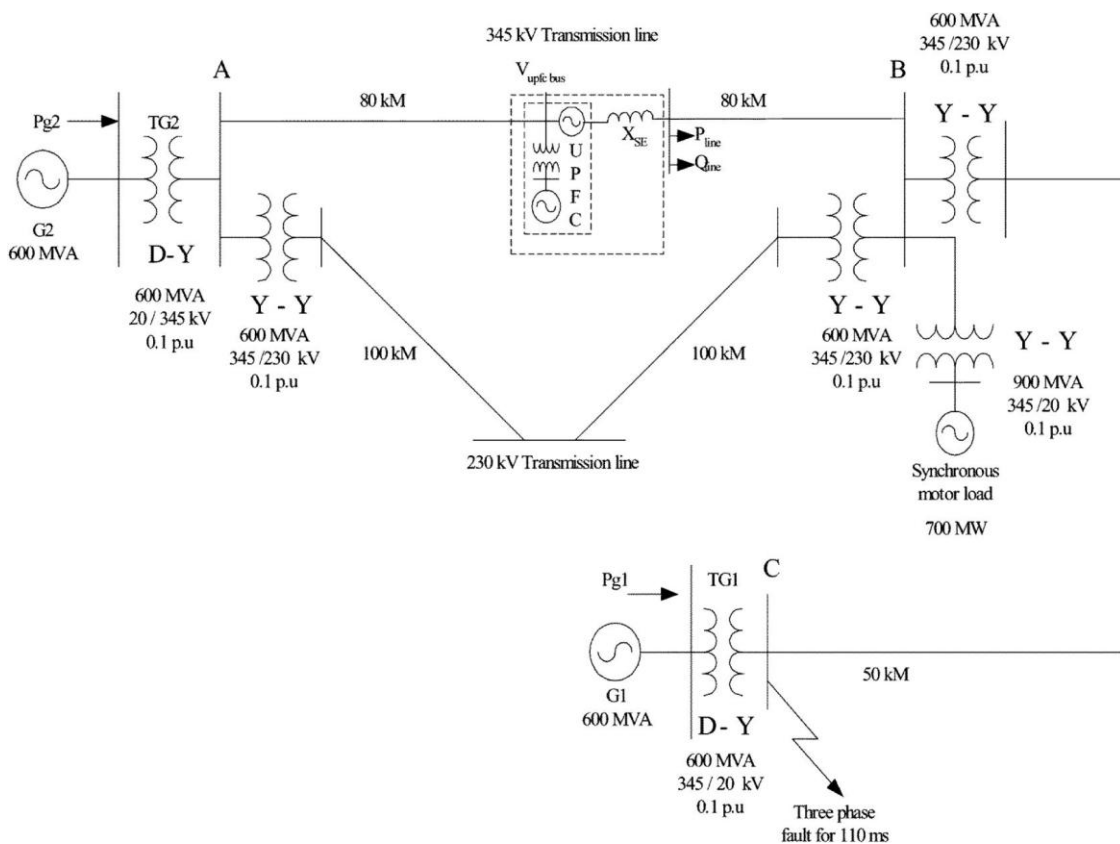 345 kV Transmission line
600 MVA
345 /230 kV
0.1 p.u
A
V upfc bus
B
80 kM
80 kM
Y - Y
Pg2
TG2
X SE
P line
Q line
U
P
F
C
G2
600 MVA
D- Y
600 MVA
20 / 345 kV
0.1 p.u
Y - Y
600 MVA
345 /230 kV
0.1 p.u
100 kM
100 kM
Y - Y
600 MVA
345 /230 kV
0.1 p.u
Y - Y
900 MVA
345 /20 kV
0.1 p.u
230 kV Transmission line
Synchronous
motor load
700 MW
Pg1
TG1
C
G1
600 MVA
D - Y
600 MVA
345 / 20 kV
0.1 p.u
50 kM
Three phase
fault for 110 ms